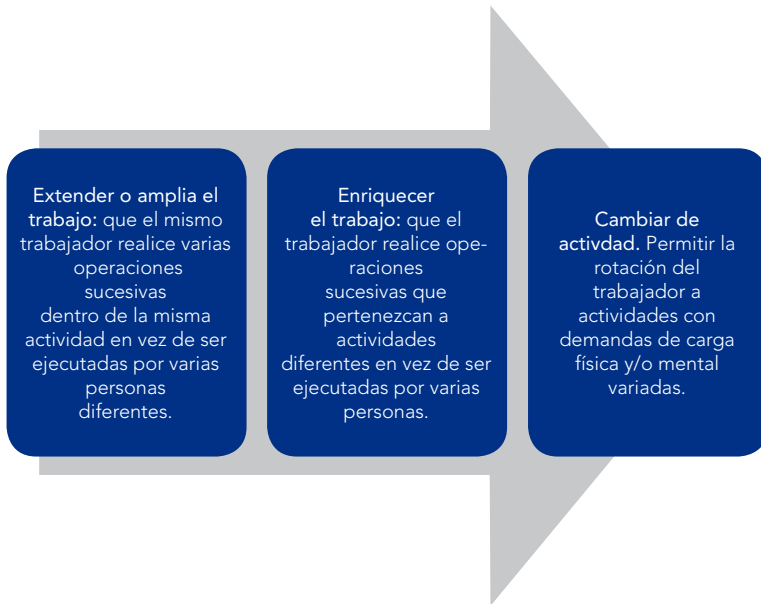 Extender o amplia el
trabajo: que el mismo
trabajador realice varias
operaciones
sucesivas
dentro de la misma
actividad en vez de ser
ejecutadas por varias
personas
diferentes.
Enriquecer
el trabajo: que el
trabajador realice ope-
raciones
sucesivas que
pertenezcan a
actividades
diferentes en vez de ser
ejecutadas por varias
personas.
Cambiar de
activdad. Permitir la
rotación del
trabajador a
actividades con
demandas de carga
física y/o mental
variadas.